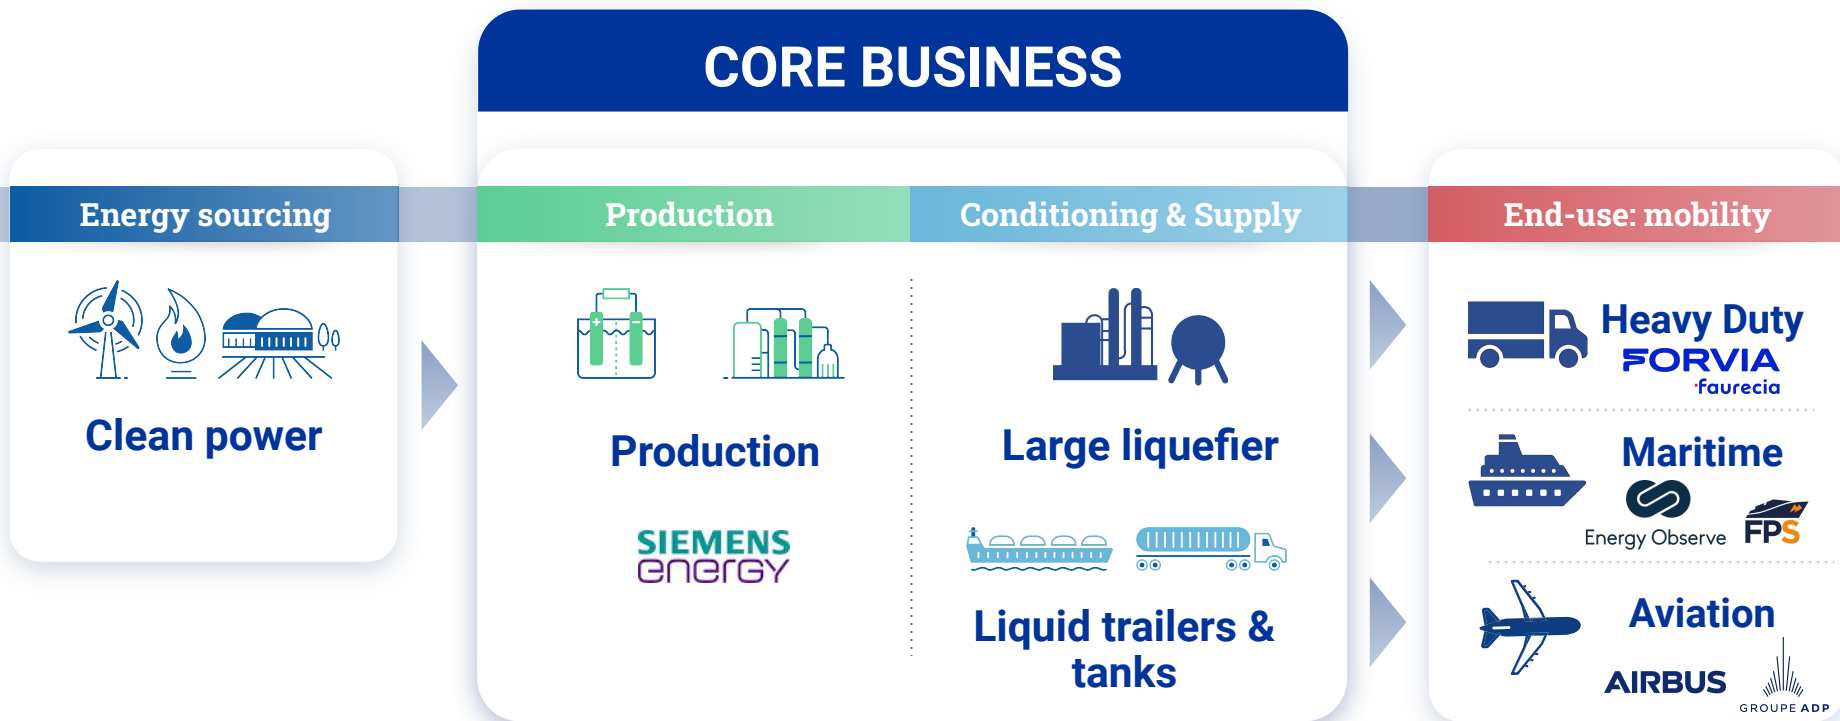 CORE BUSINESS
Energy sourcing
Production
Conditioning & Supply
End-use: mobility
Clean power
+
−
Production
SIEMENS
energy
Large liquefier
Liquid trailers &
tanks
Heavy Duty
FORVIA
faurecia
Maritime
Energy Observe
FPS
Aviation
AIRBUS
GROUPE ADP